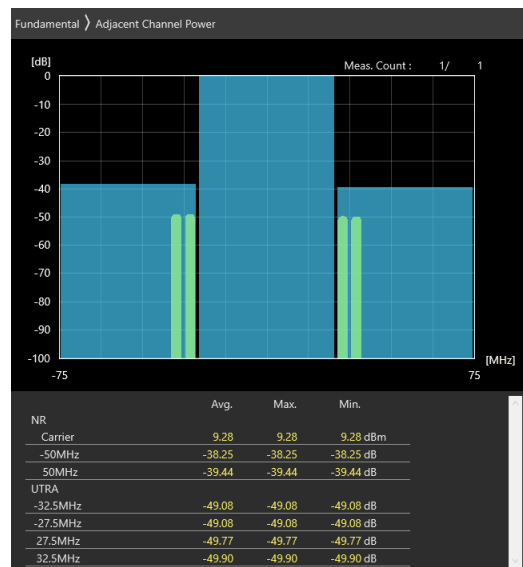 Fundamental 〉 Adjacent Channel Power
[dB]
Meas. Count : 1/ 1
0
-10
-20
-30
-40
-50
-60
-70
-80
-90
-100
[MHz]
-75 75
Avg. Max. Min.
NR
Carrier 9.28 9.28 9.28 dBm
-50MHz -38.25 -38.25 -38.25 dB
50MHz -39.44 -39.44 -39.44 dB
UTRA
-32.5MHz -49.08 -49.08 -49.08 dB
-27.5MHz -49.08 -49.08 -49.08 dB
27.5MHz -49.77 -49.77 -49.77 dB
32.5MHz -49.90 -49.90 -49.90 dB